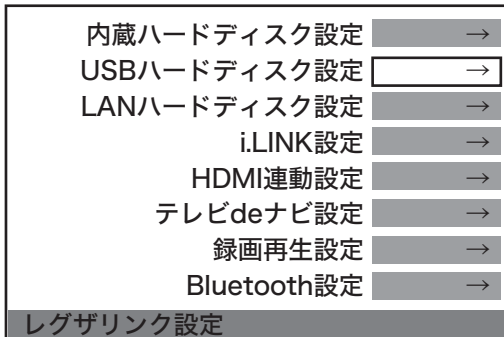 内蔵ハードディスク設定 →
USBハードディスク設定 →
LANハードディスク設定 →
i.LINK設定 →
HDMI連動設定 →
テレビdeナビ設定 →
録画再生設定 →
Bluetooth設定 →
レグザリンク設定